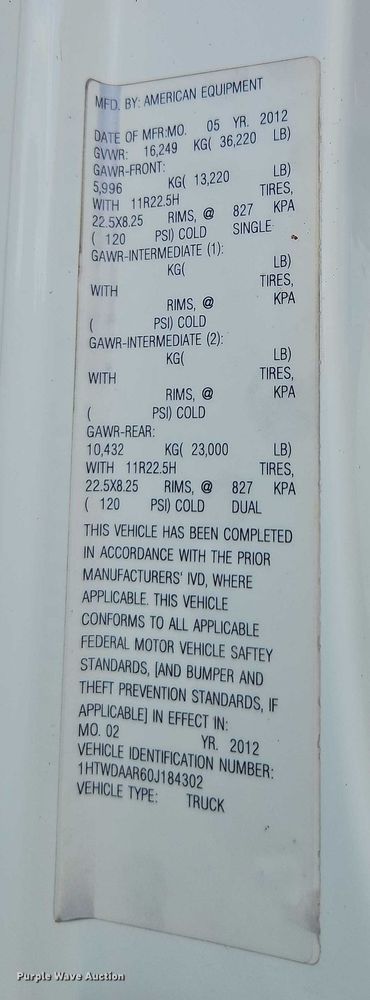 MFD. BY: AMERICAN EQUIPMENT
DATE OF MFR:MO. 05 YR. 2012
GVWR: 16,249 KG( 36,220 LB)
GAWR-FRONT:
5,996 KG( 13,220 LB)
WITH 11R22.5H TIRES,
22.5X8.25 RIMS, @ 827 KPA
( 120 PSI) COLD SINGLE
GAWR-INTERMEDIATE (1):
KG( LB)
WITH TIRES,
RIMS, @ KPA
( PSI) COLD
GAWR-INTERMEDIATE (2):
KG( LB)
WITH TIRES,
RIMS, @ KPA
( PSI) COLD
GAWR-REAR:
10,432 KG( 23,000 LB)
WITH 11R22.5H TIRES,
22.5X8.25 RIMS, @ 827 KPA
( 120 PSI) COLD DUAL
THIS VEHICLE HAS BEEN COMPLETED
IN ACCORDANCE WITH THE PRIOR
MANUFACTURERS' IVD, WHERE
APPLICABLE. THIS VEHICLE
CONFORMS TO ALL APPLICABLE
FEDERAL MOTOR VEHICLE SAFTEY
STANDARDS, [AND BUMPER AND
THEFT PREVENTION STANDARDS, IF
APPLICABLE] IN EFFECT IN:
MO. 02 YR. 2012
VEHICLE IDENTIFICATION NUMBER:
1HTWDAAR60J184302
VEHICLE TYPE: TRUCK
Purple Wave Auction